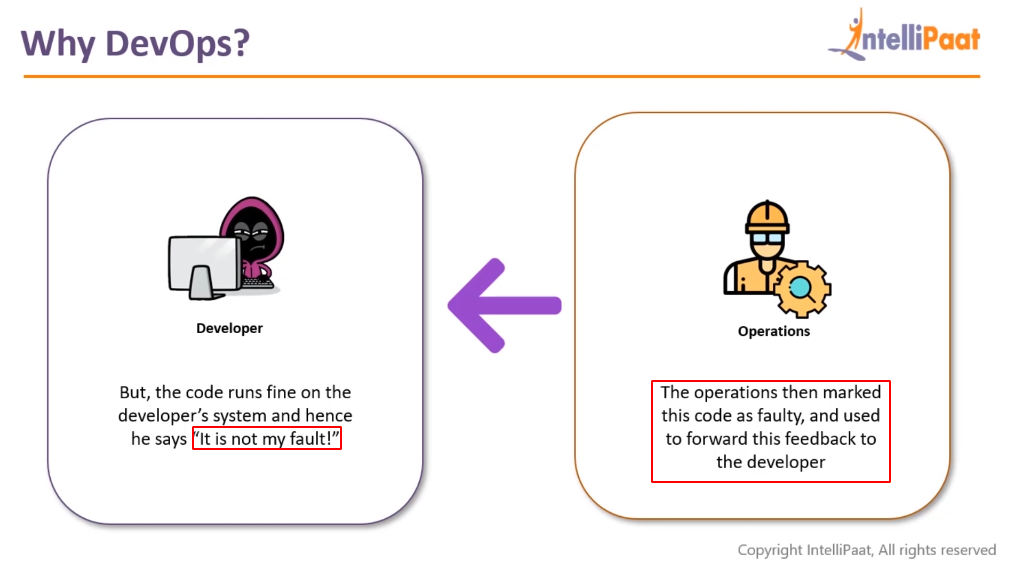 Why DevOps?
IntelliPaat
Developer
But, the code runs fine on the
developer's system and hence
he says “It is not my fault!”
Operations
The operations then marked
this code as faulty, and used
to forward this feedback to
the developer
Copyright IntelliPaat, All rights reserved